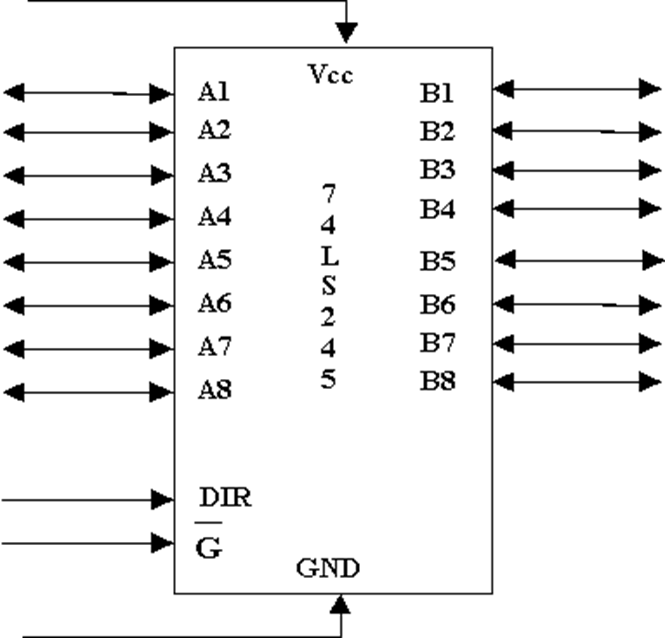 Vcc
A1 B1
A2 B2
A3 B3
A4 B4
A5 B5
A6 B6
A7 B7
A8 B8
7
4
L
S
2
4
5
DIR
G̅
GND